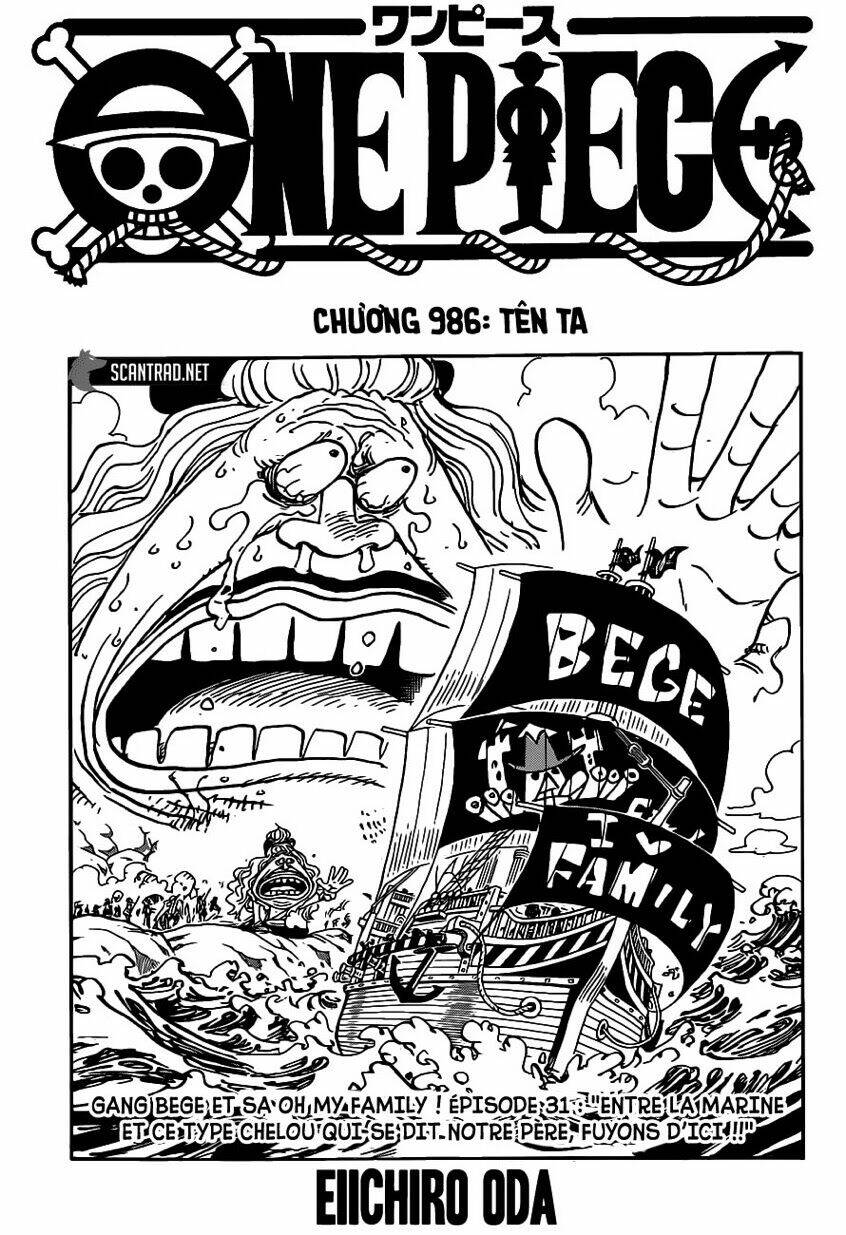 ワンピース
ONE PIECE
CHƯƠNG 986: TÊN TA
SCANTRAD.NET
BEGE
I
FAMILY
GANG BEGE ET SA OH MY FAMILY ! ÉPISODE 31 : "ENTRE LA MARINE
ET CE TYPE CHELOU QUI SE DIT NOTRE PÈRE, FUYONS D'ICI !!"
EIICHIRO ODA